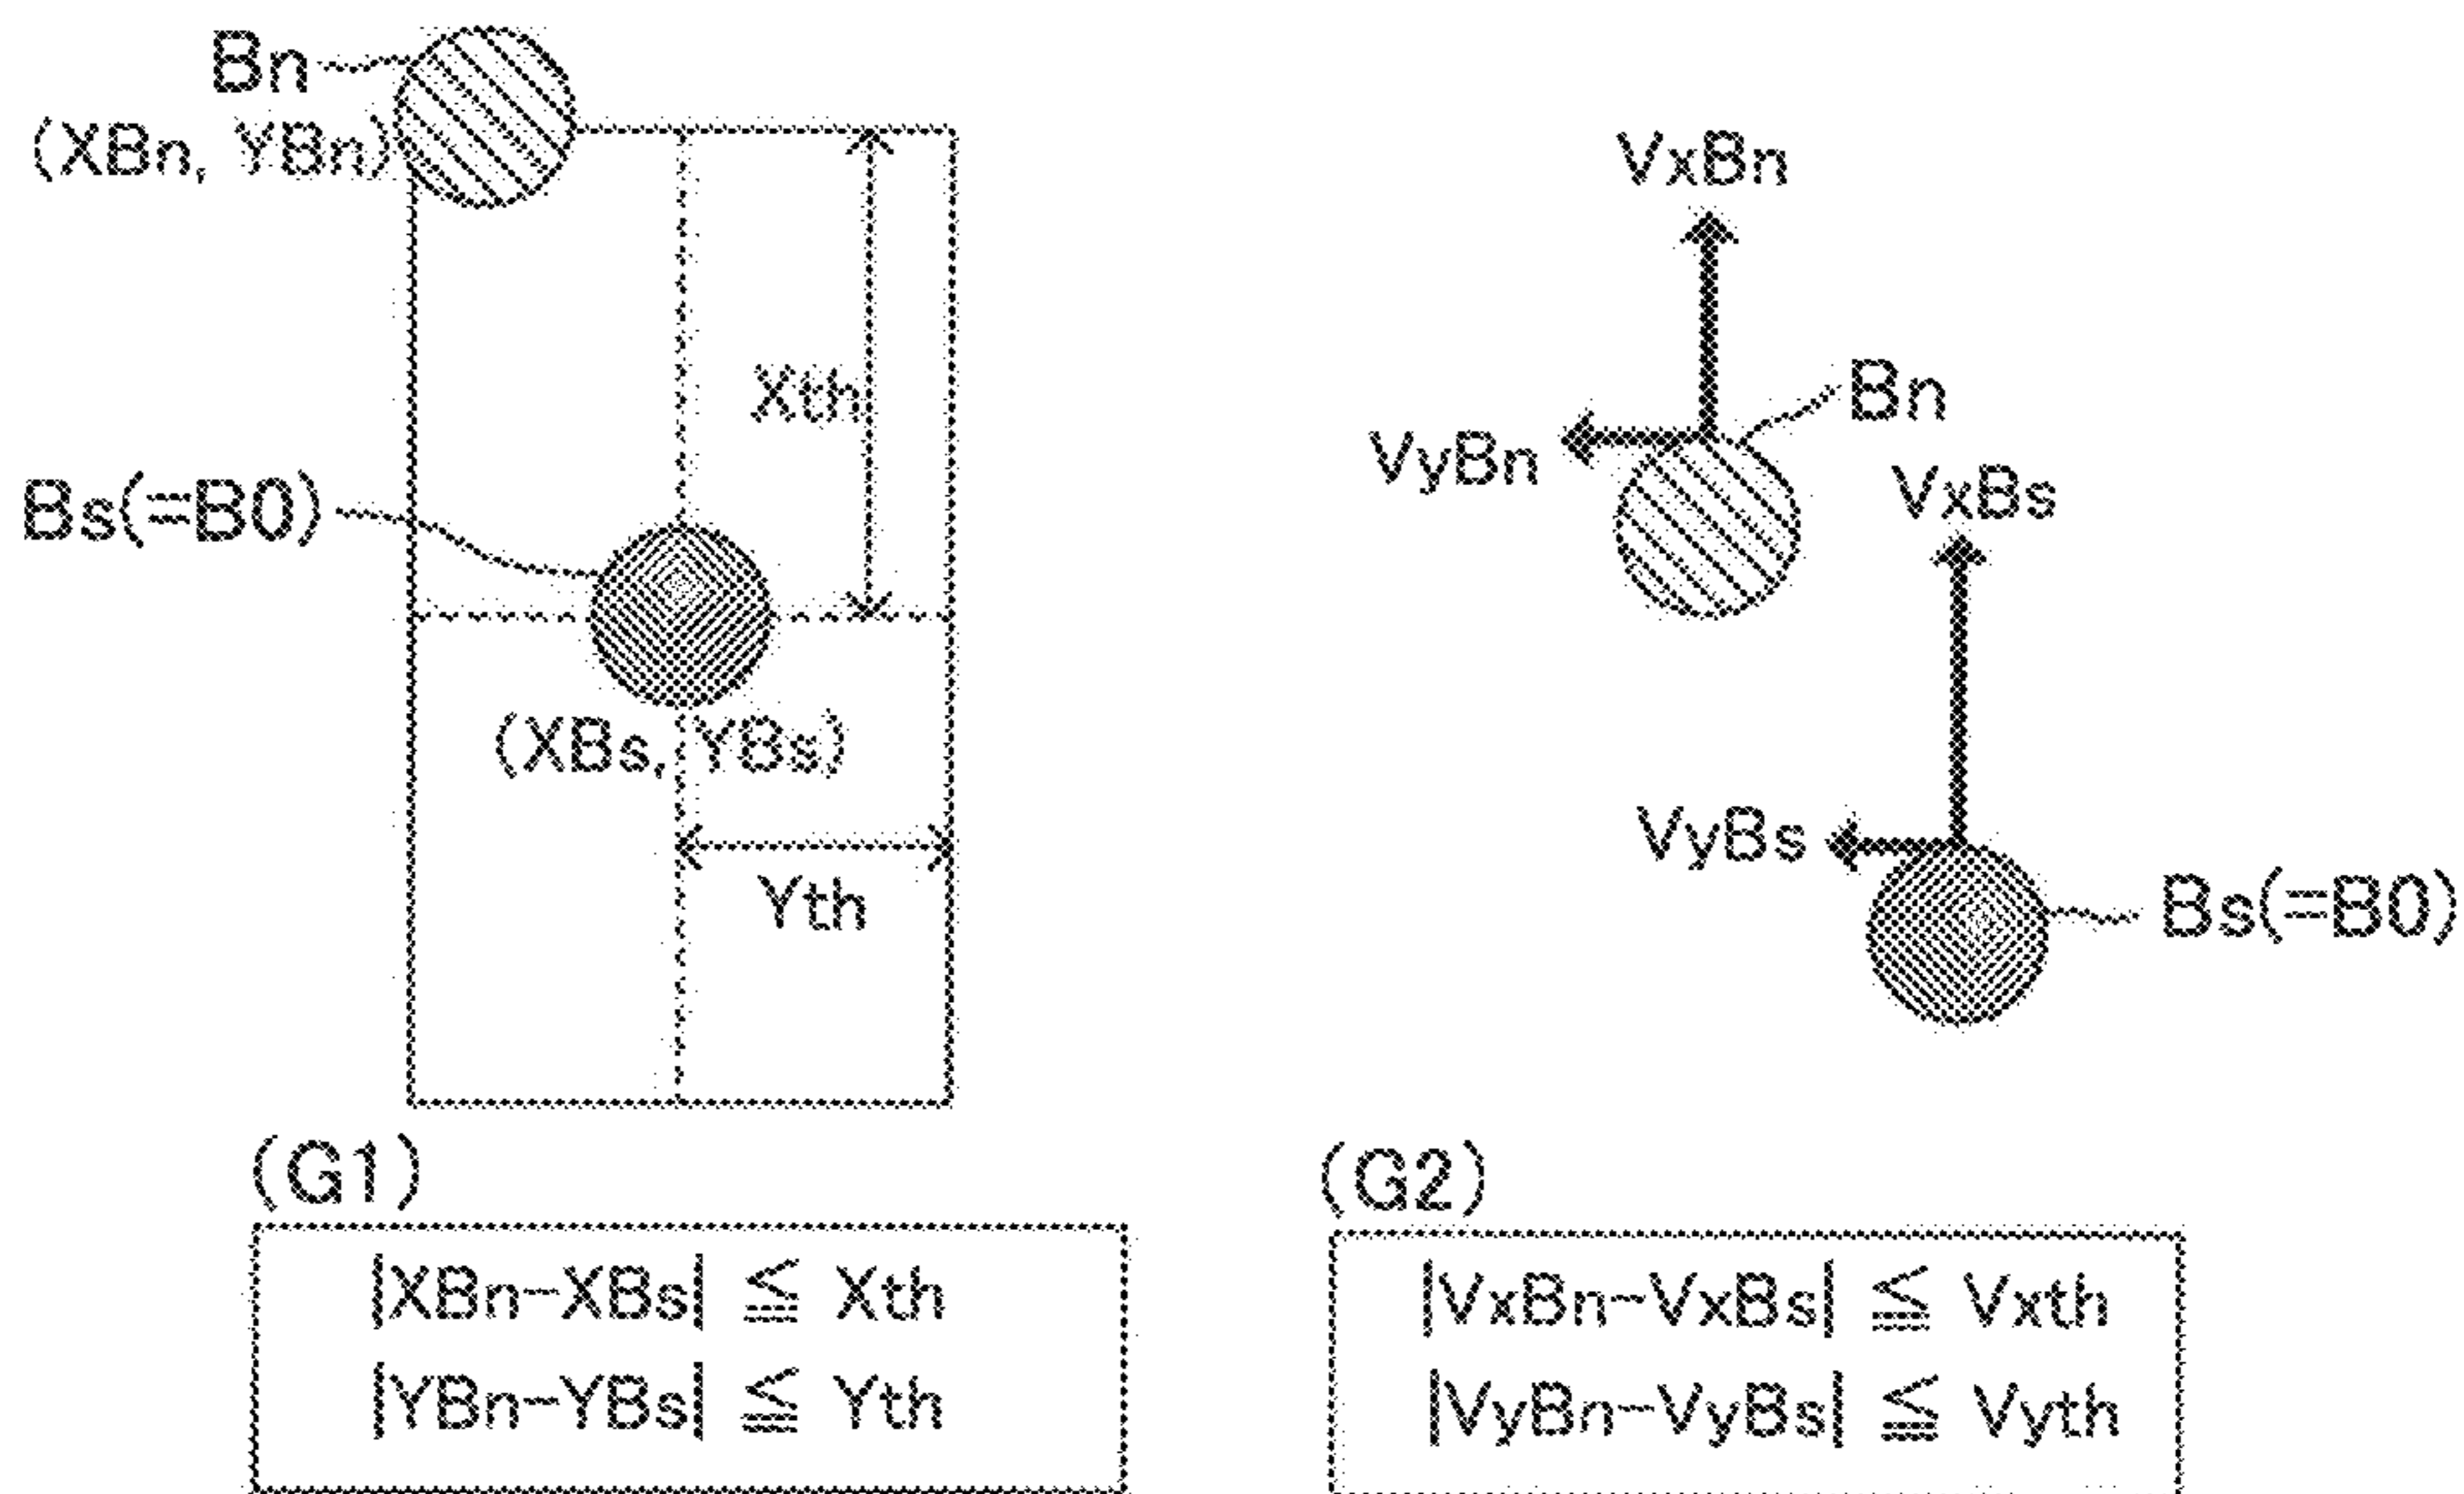 Bn
(XBn, YBn)
Xth
Bs(=B0)
(XBs, YBs)
Yth
(G1)
|XBn-XBs| ≦ Xth
|YBn-YBs| ≦ Yth
VxBn
Bn
VyBn
VxBs
VyBs
Bs(=B0)
(G2)
|VxBn-VxBs| ≦ Vxth
|VyBn-VyBs| ≦ Vyth